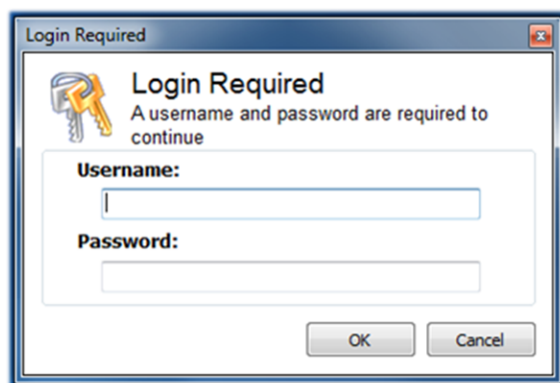 Login Required
Login Required
A username and password are required to
continue
Username:
Password:
OK Cancel